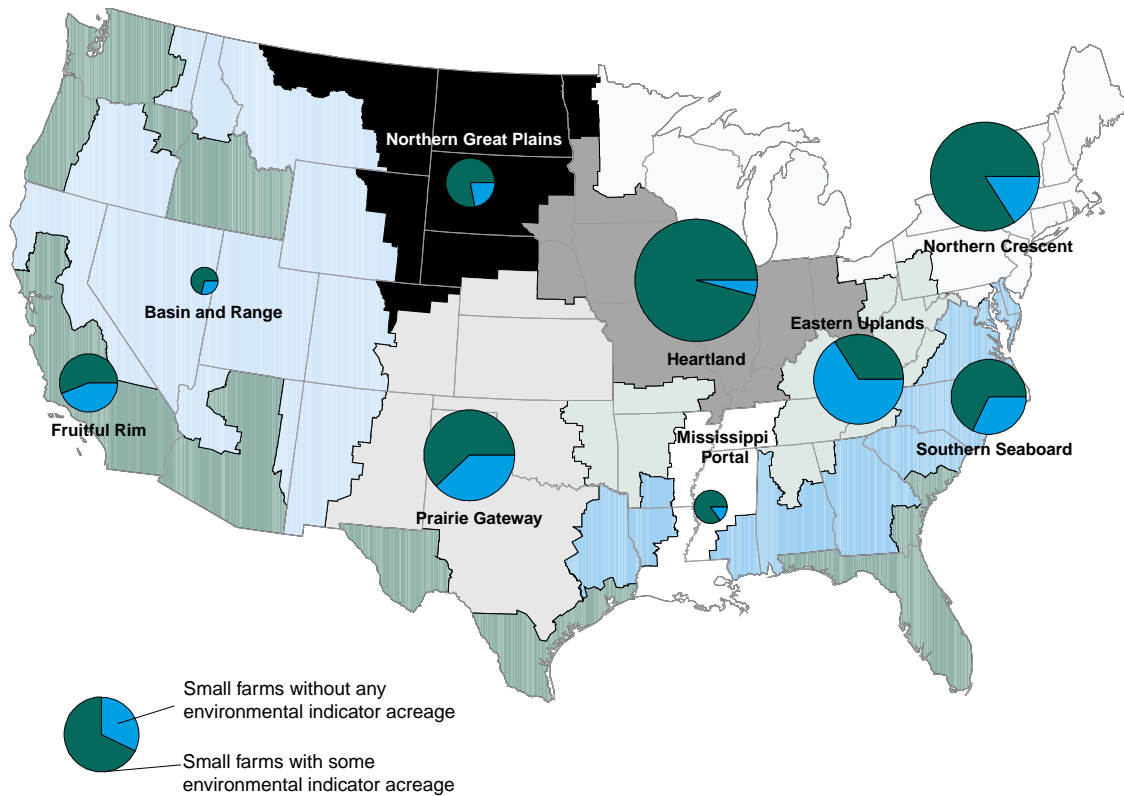 Northern Great Plains
Northern Crescent
Basin and Range
Eastern Uplands
Heartland
Fruitful Rim
Mississippi
Portal
Southern Seaboard
Prairie Gateway
Small farms without any
environmental indicator acreage
Small farms with some
environmental indicator acreage